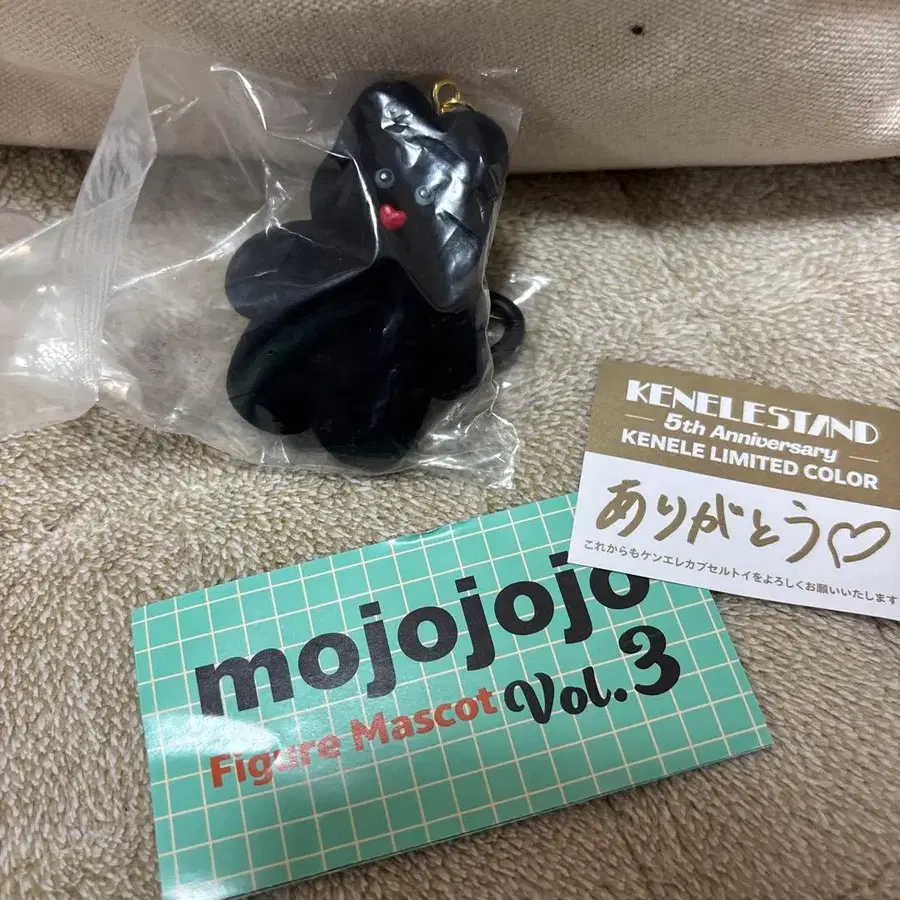 KENELESTAND
5th Anniversary
KENELE LIMITED COLOR
ありがとう♡
これからもケンエレカプセルトイをよろしくお願いいたします
mojojojo
Figure Mascot Vol.3